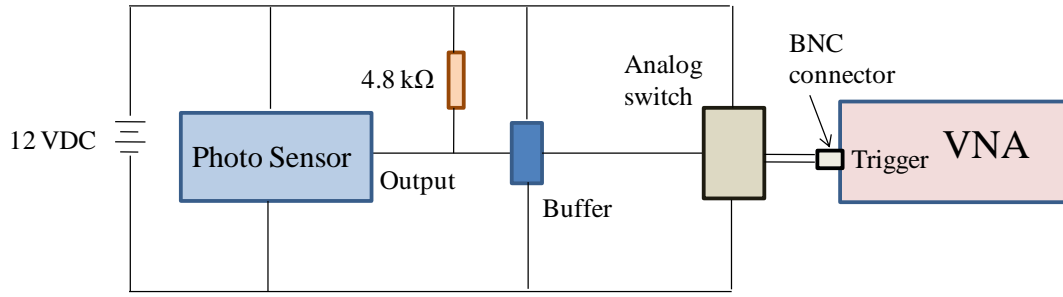 12 VDC
Photo Sensor
Output
4.8 kΩ
Buffer
Analog
switch
BNC
connector
Trigger
VNA